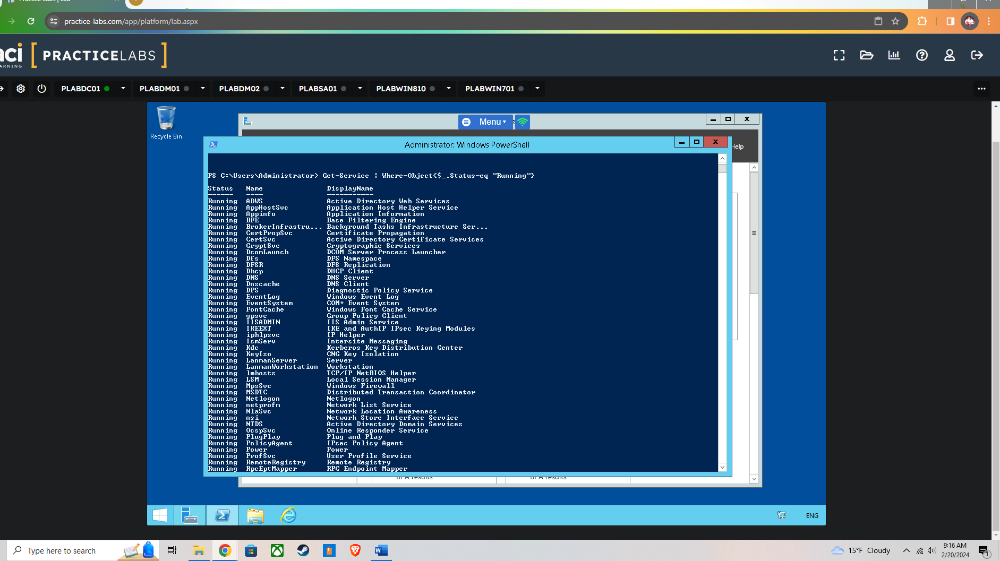 practice-labs.com/app/platform/lab.aspx
aci
LEARNING
[ PRACTICELABS ]
PLABDC01
PLABDM01
PLABDM02
PLABSA01
PLABWIN810
PLABWIN701
Recycle Bin
Menu
Help
Administrator: Windows PowerShell
PS C:\Users\Administrator> Get-Service | Where-Object{$_.Status-eq "Running"}
Status Name DisplayName
------ ---- -----------
Running ADWS Active Directory Web Services
Running AppHostSvc Application Host Helper Service
Running Appinfo Application Information
Running BFE Base Filtering Engine
Running BrokerInfrastru... Background Tasks Infrastructure Ser...
Running CertPropSvc Certificate Propagation
Running CertSvc Active Directory Certificate Services
Running CryptSvc Cryptographic Services
Running DcomLaunch DCOM Server Process Launcher
Running Dfs DFS Namespace
Running DFSR DFS Replication
Running Dhcp DHCP Client
Running DNS DNS Server
Running Dnscache DNS Client
Running DPS Diagnostic Policy Service
Running EventLog Windows Event Log
Running EventSystem COM+ Event System
Running FontCache Windows Font Cache Service
Running gpsvc Group Policy Client
Running IISADMIN IIS Admin Service
Running IKEEXT IKE and AuthIP IPsec Keying Modules
Running iphlpsvc IP Helper
Running IsmServ Intersite Messaging
Running Kdc Kerberos Key Distribution Center
Running KeyIso CNG Key Isolation
Running LanmanServer Server
Running LanmanWorkstation Workstation
Running lmhosts TCP/IP NetBIOS Helper
Running LSM Local Session Manager
Running MpsSvc Windows Firewall
Running MSDTC Distributed Transaction Coordinator
Running Netlogon Netlogon
Running netprofm Network List Service
Running NlaSvc Network Location Awareness
Running nsi Network Store Interface Service
Running NTDS Active Directory Domain Services
Running OcspSvc Online Responder Service
Running PlugPlay Plug and Play
Running PolicyAgent IPsec Policy Agent
Running Power Power
Running ProfSvc User Profile Service
Running RemoteRegistry Remote Registry
Running RpcEptMapper RPC Endpoint Mapper
BPA results
BPA results
ENG
Type here to search
15°F Cloudy
9:16 AM
2/20/2024
1